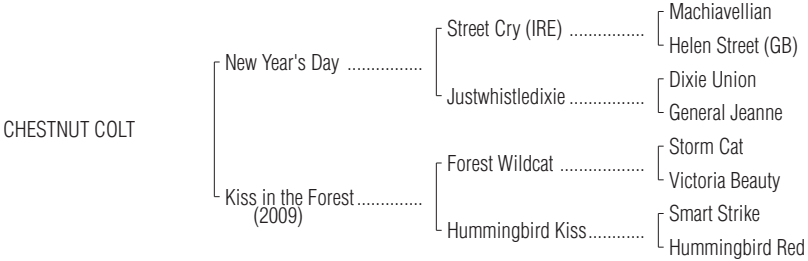 Machiavellian
Street Cry (IRE) ................
Helen Street (GB)
New Year's Day ................
Dixie Union
Justwhistledixie ................
General Jeanne
CHESTNUT COLT
Storm Cat
Forest Wildcat ..................
Victoria Beauty
Kiss in the Forest..............
(2009)
Smart Strike
Hummingbird Kiss............
Hummingbird Red